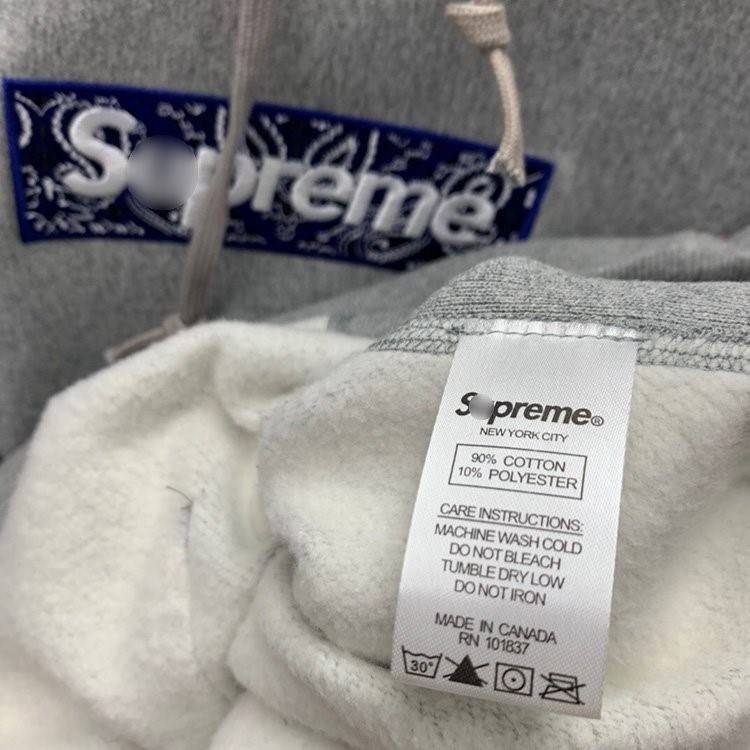 Supreme
Supreme®
NEW YORK CITY
90% COTTON
10% POLYESTER
CARE INSTRUCTIONS:
MACHINE WASH COLD
DO NOT BLEACH
TUMBLE DRY LOW
DO NOT IRON
MADE IN CANADA
RN 101837
30°